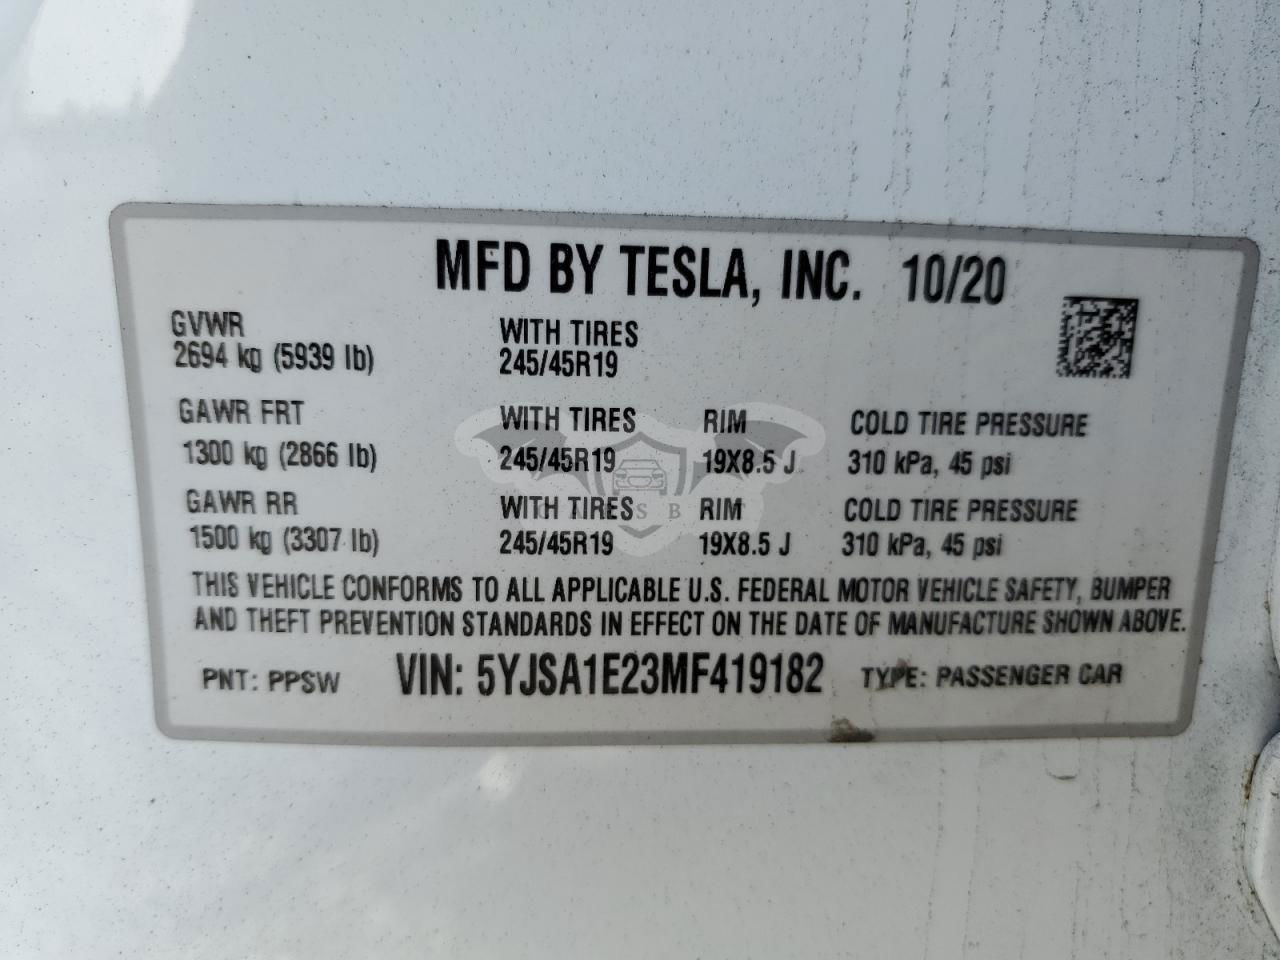 MFD BY TESLA, INC. 10/20
GVWR WITH TIRES
2694 kg (5939 lb) 245/45R19
GAWR FRT WITH TIRES RIM COLD TIRE PRESSURE
1300 kg (2866 lb) 245/45R19 19X8.5 J 310 kPa, 45 psi
GAWR RR WITH TIRES RIM COLD TIRE PRESSURE
1500 kg (3307 lb) 245/45R19 19X8.5 J 310 kPa, 45 psi
THIS VEHICLE CONFORMS TO ALL APPLICABLE U.S. FEDERAL MOTOR VEHICLE SAFETY, BUMPER
AND THEFT PREVENTION STANDARDS IN EFFECT ON THE DATE OF MANUFACTURE SHOWN ABOVE.
PNT: PPSW VIN: 5YJSA1E23MF419182 TYPE: PASSENGER CAR